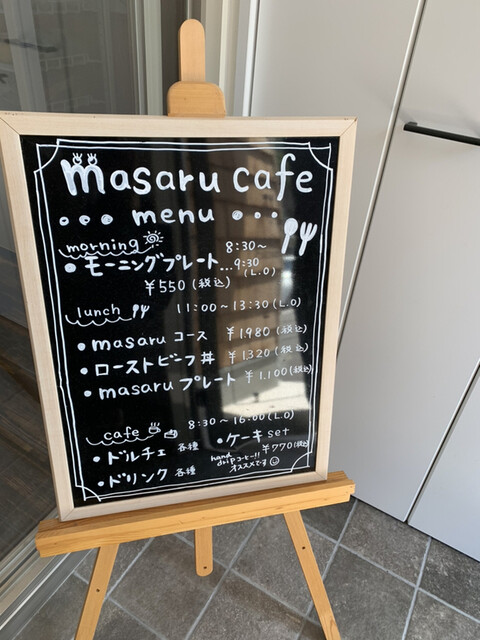 masaru cafe
menu
morning 8:30~
• モーニングプレート...9:30
(L.O)
¥550 (税込)
lunch 11:00~13:30 (L.O)
• masaru コース ¥1,980 (税込)
• ローストビーフ丼 ¥1,320 (税込)
• masaru プレート ¥1,100 (税込)
cafe 8:30~16:00 (L.O)
• ドルチェ 各種 • ケーキ set
¥770 (税込)
• ドリンク 各種 hand
drip コーヒー!!
オススメです